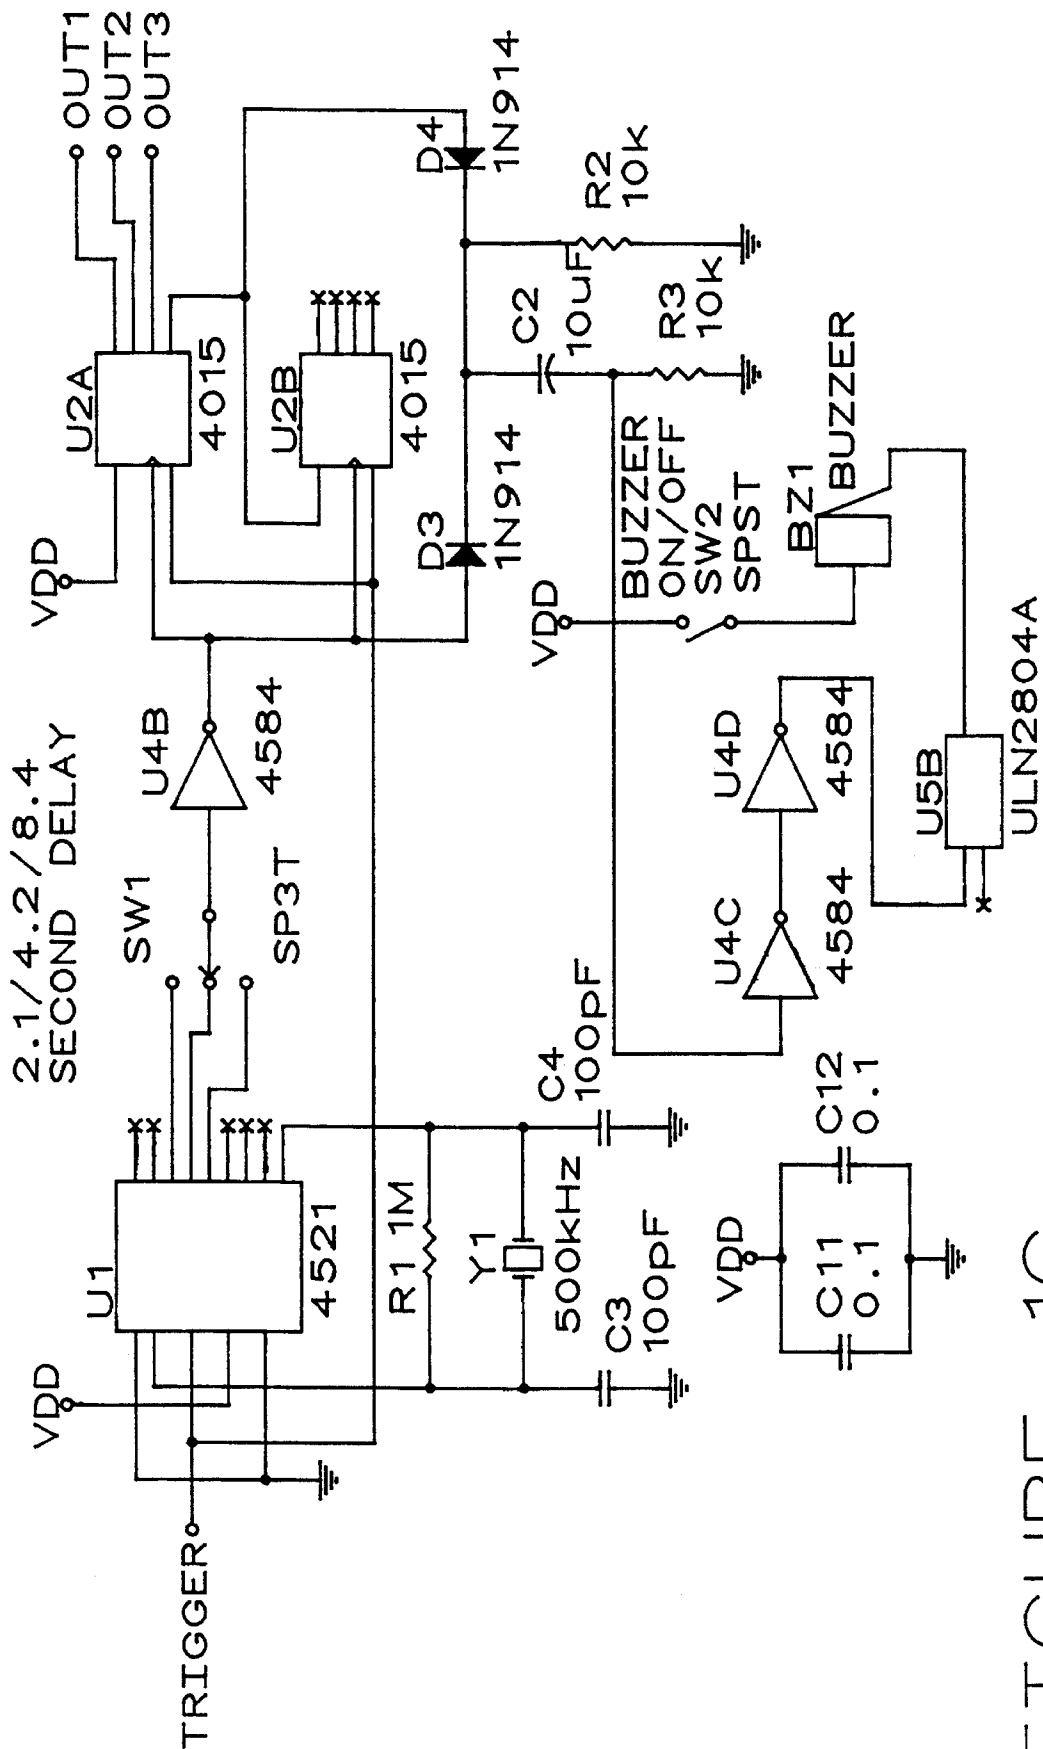 2.1/4.2/8.4
SECOND DELAY
VDD
TRIGGER
U1
4521
SW1
SP3T
U4B
4584
VDD
U2A
4015
OUT1
OUT2
OUT3
U2B
4015
R1 1M
Y1
500kHz
C3
100pF
C4
100pF
D3
1N914
D4
1N914
C2
10uF
R2
10k
R3
10k
BUZZER
ON/OFF
SW2
SPST
VDD
BZ1
BUZZER
U4C
4584
U4D
4584
U5B
ULN2804A
VDD
C11
0.1
C12
0.1